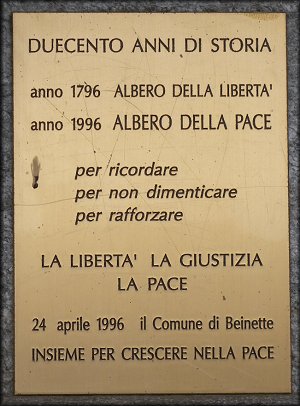 DUECENTO ANNI DI STORIA
anno 1796 ALBERO DELLA LIBERTA'
anno 1996 ALBERO DELLA PACE
per ricordare
per non dimenticare
per rafforzare
LA LIBERTA' LA GIUSTIZIA
LA PACE
24 aprile 1996 il Comune di Beinette
INSIEME PER CRESCERE NELLA PACE